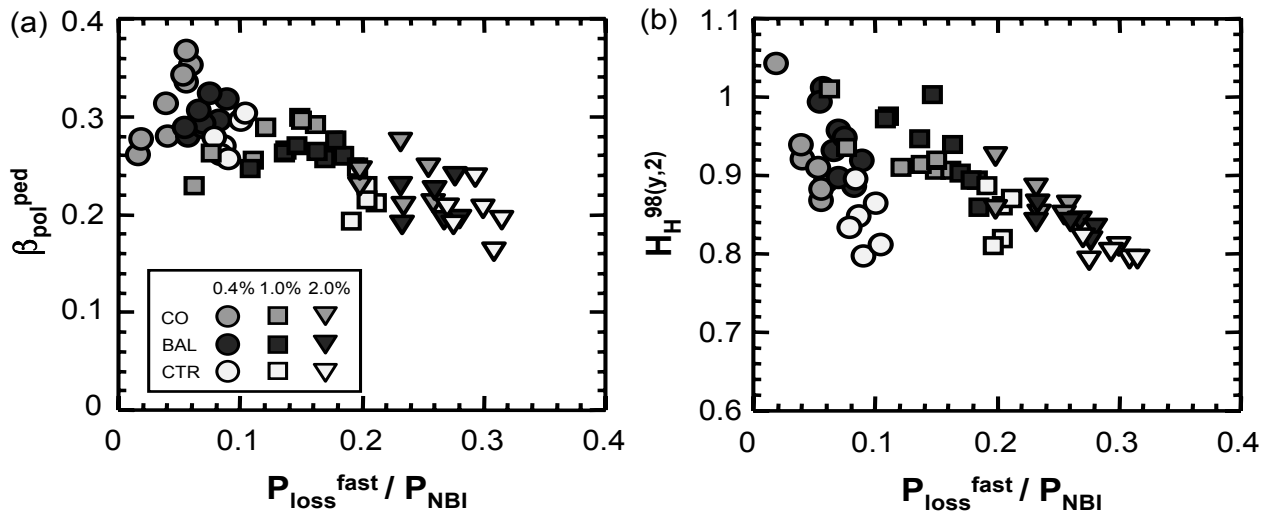 (a)
0.4
0.3
0.2
0.1
0
β_pol^ped
0.4% 1.0% 2.0%
CO
BAL
CTR
0 0.1 0.2 0.3 0.4
P_loss^fast / P_NBI
(b)
1.1
1
0.9
0.8
0.7
0.6
H_H^98(y,2)
0 0.1 0.2 0.3 0.4
P_loss^fast / P_NBI